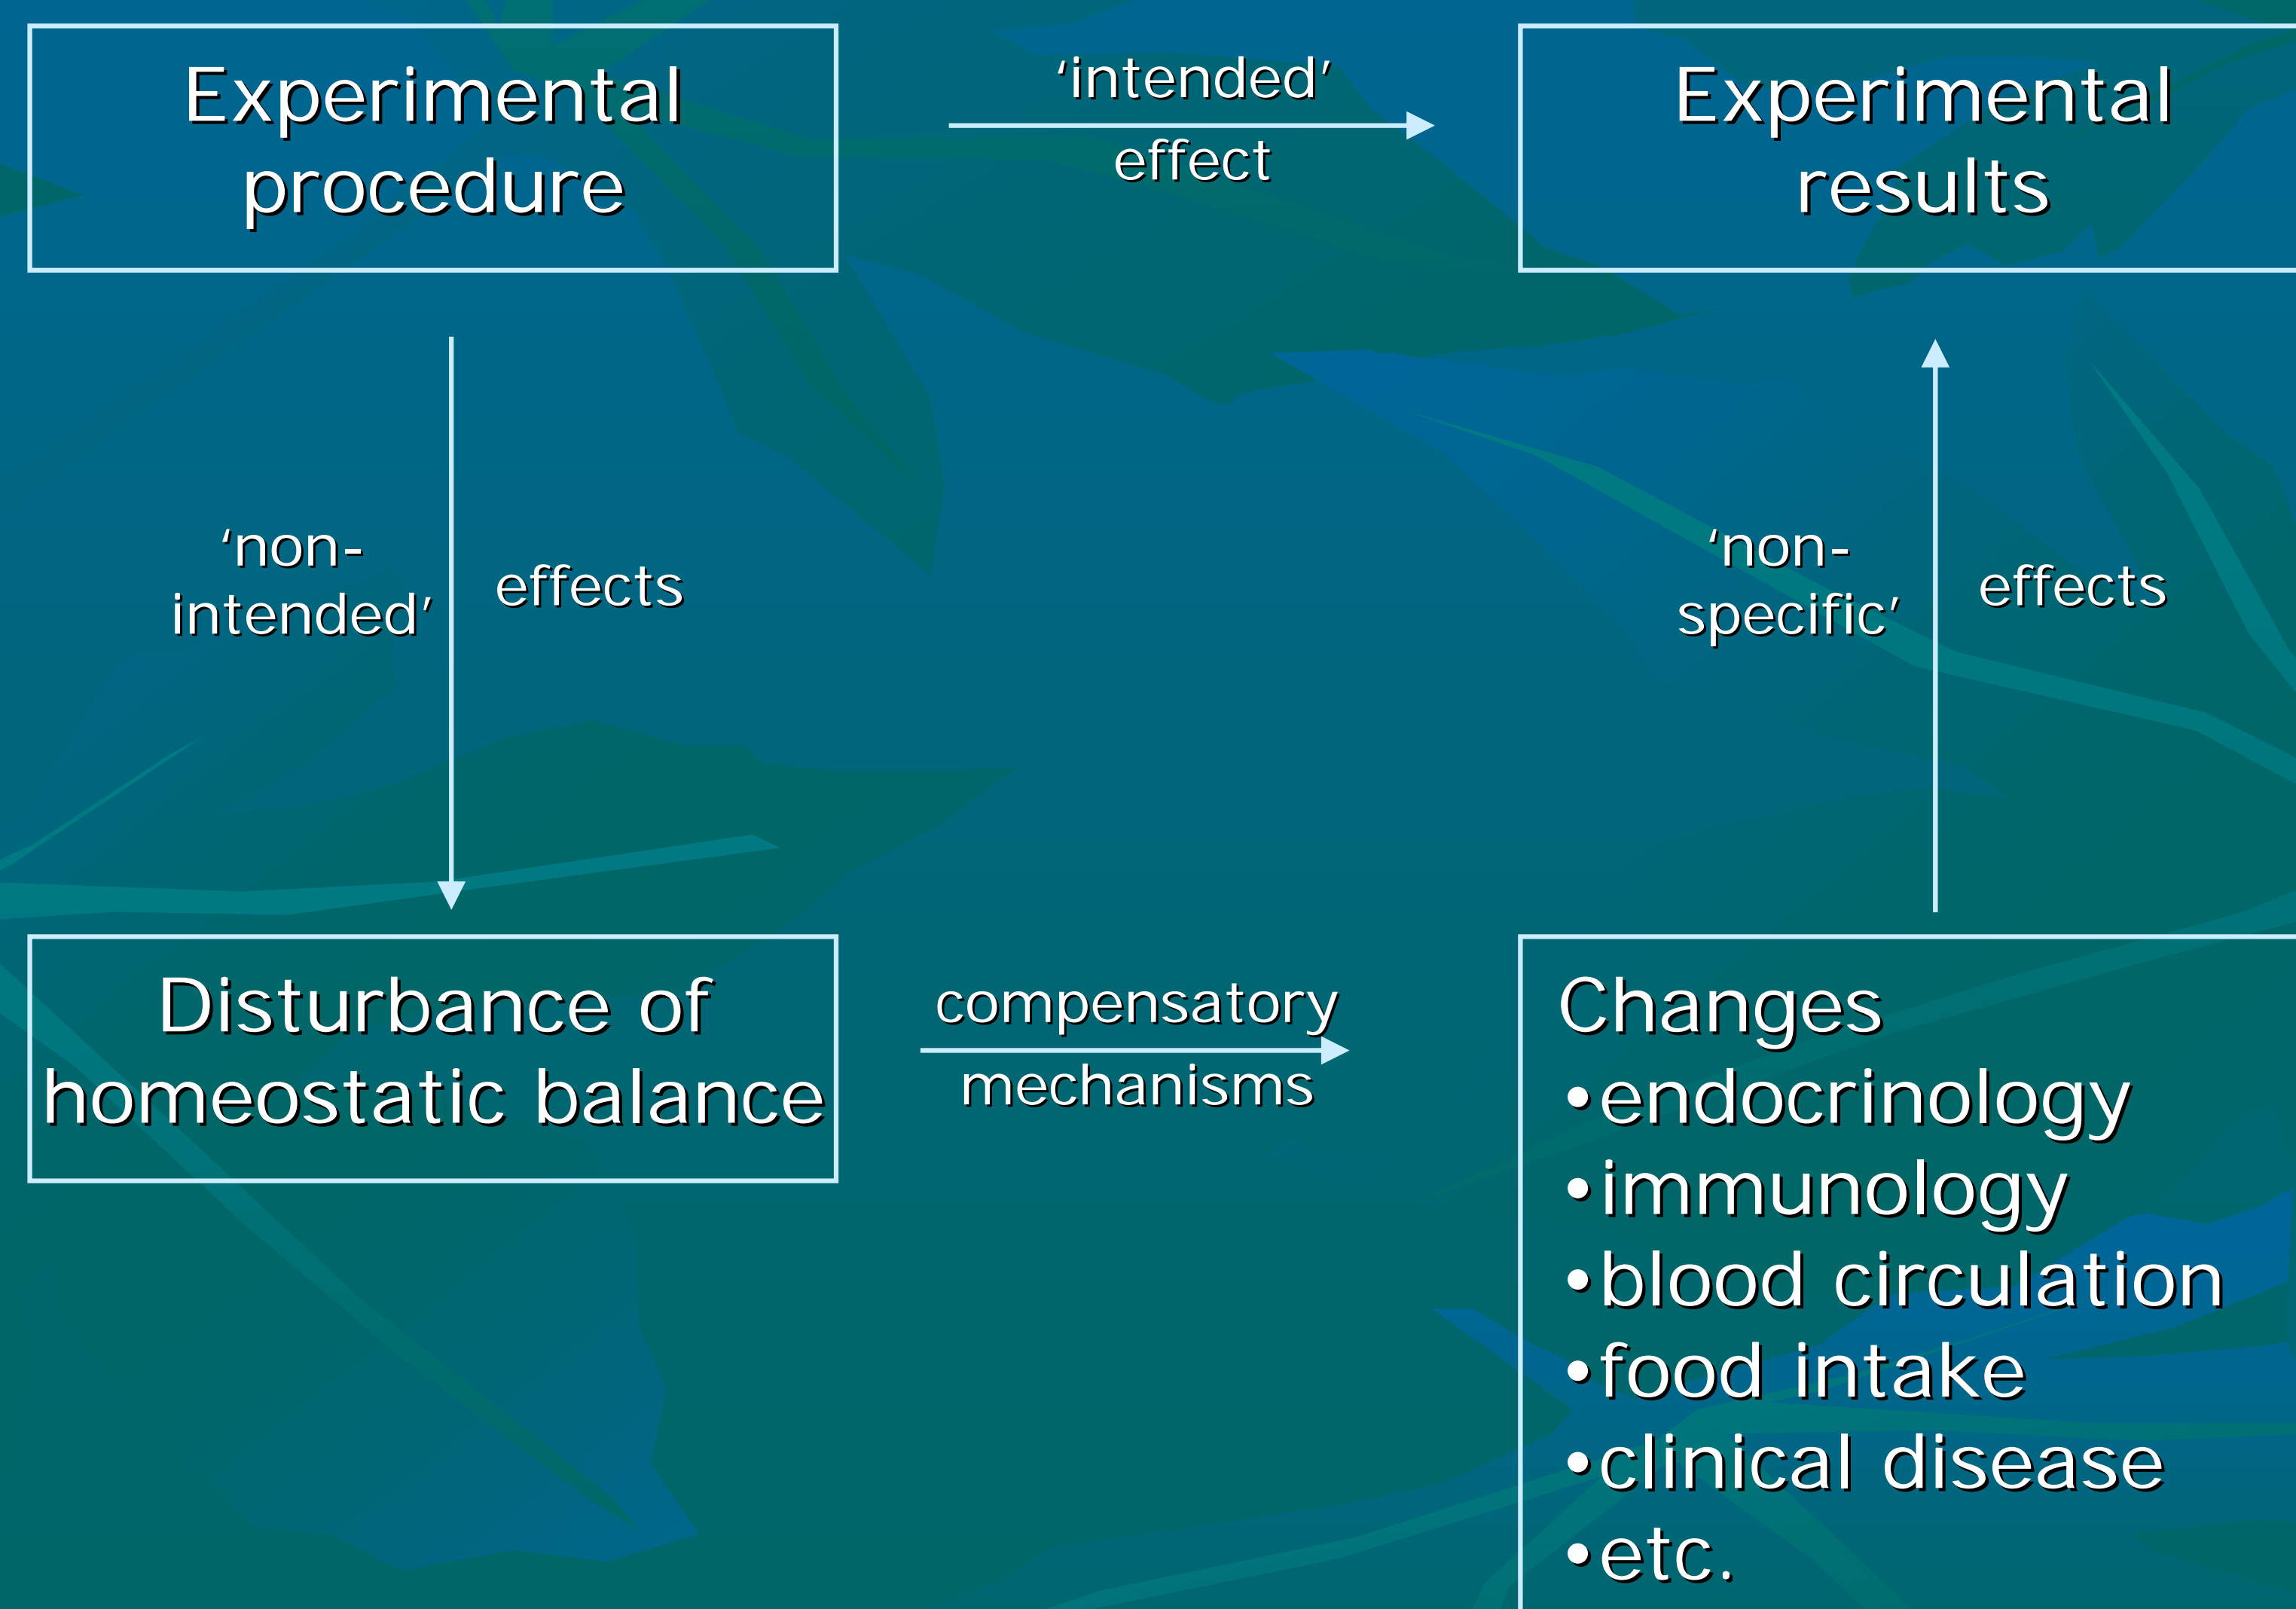 Experimental
procedure
‘intended’
effect
Experimental
results
‘non-
intended’
effects
‘non-
specific’
effects
Disturbance of
homeostatic balance
compensatory
mechanisms
Changes
•endocrinology
•immunology
•blood circulation
•food intake
•clinical disease
•etc.